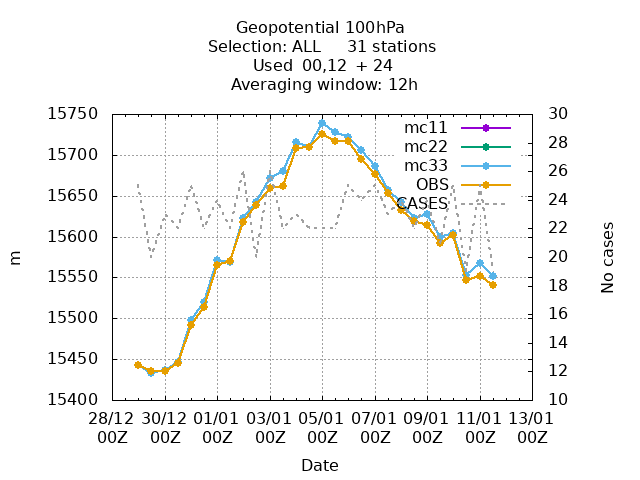 Geopotential 100hPa
Selection: ALL 31 stations
Used 00,12 + 24
Averaging window: 12h
15750
15700
15650
15600
15550
15500
15450
15400
m
30
28
26
24
22
20
18
16
14
12
10
No cases
mc11
mc22
mc33
OBS
CASES
28/12 30/12 01/01 03/01 05/01 07/01 09/01 11/01 13/01
00Z 00Z 00Z 00Z 00Z 00Z 00Z 00Z 00Z
Date